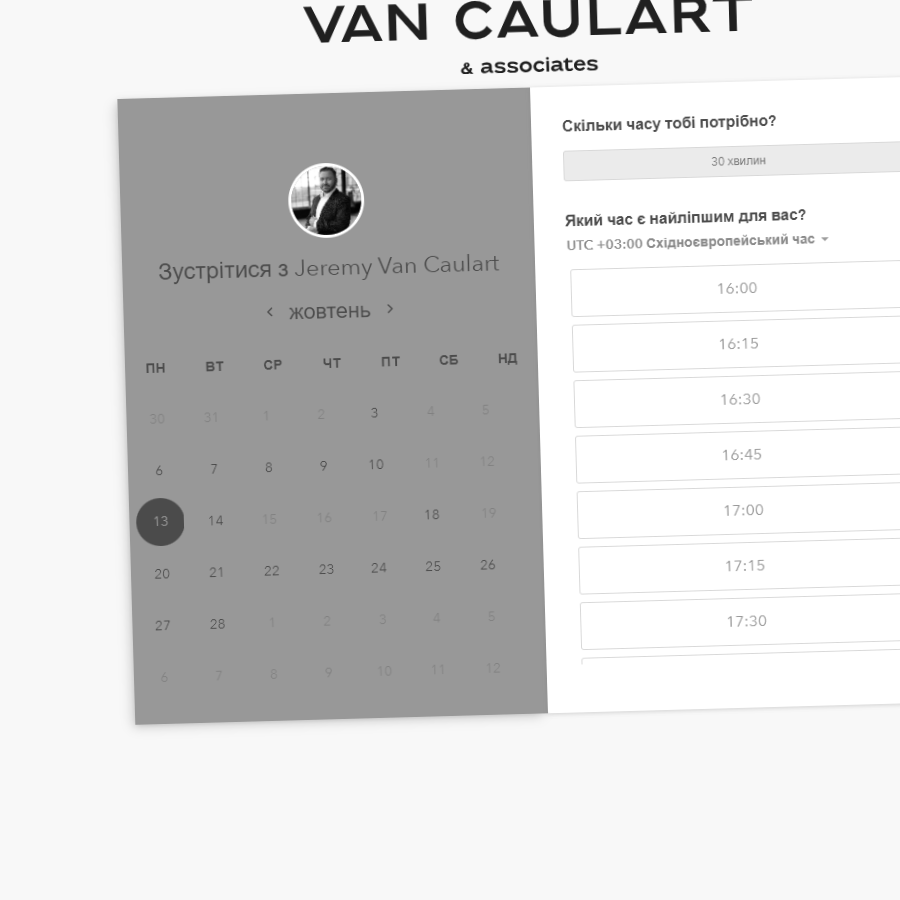 VAN CAULART
& associates
Зустрітися з Jeremy Van Caulart
жовтень
ПН ВТ СР ЧТ ПТ СБ НД
30 31 1 2 3 4 5
6 7 8 9 10 11 12
13 14 15 16 17 18 19
20 21 22 23 24 25 26
27 28 1 2 3 4 5
6 7 8 9 10 11 12
Скільки часу тобі потрібно?
30 хвилин
Який час є найліпшим для вас?
UTC +03:00 Східноєвропейський час
16:00
16:15
16:30
16:45
17:00
17:15
17:30